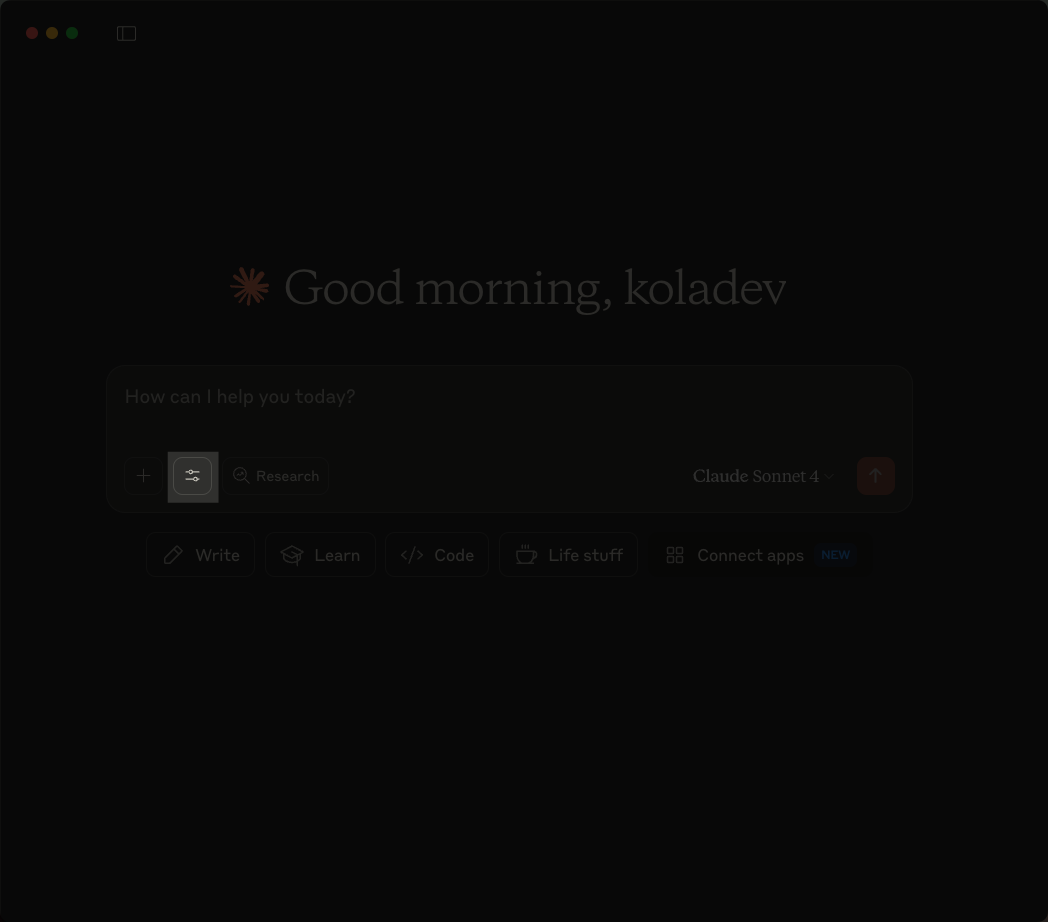 Good morning, koladev
How can I help you today?
Research
Claude Sonnet 4
Write
Learn
Code
Life stuff
Connect apps
NEW